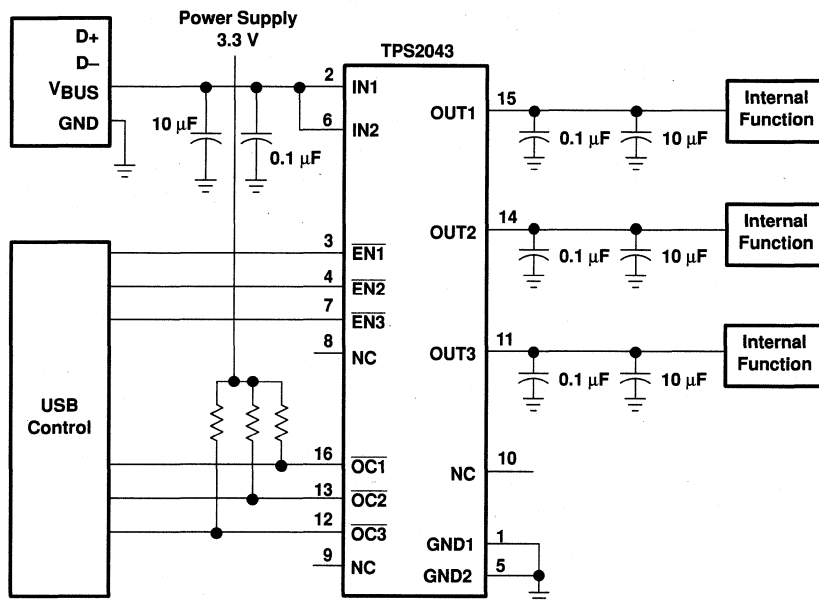 Power Supply
3.3 V
D+
D–
VBUS
GND
10 μF
0.1 μF
TPS2043
2
IN1
6
IN2
3
EN1
4
EN2
7
EN3
8
NC
16
OC1
13
OC2
12
OC3
9
NC
USB
Control
OUT1
15
0.1 μF
10 μF
Internal
Function
OUT2
14
0.1 μF
10 μF
Internal
Function
OUT3
11
0.1 μF
10 μF
Internal
Function
NC
10
GND1
1
GND2
5